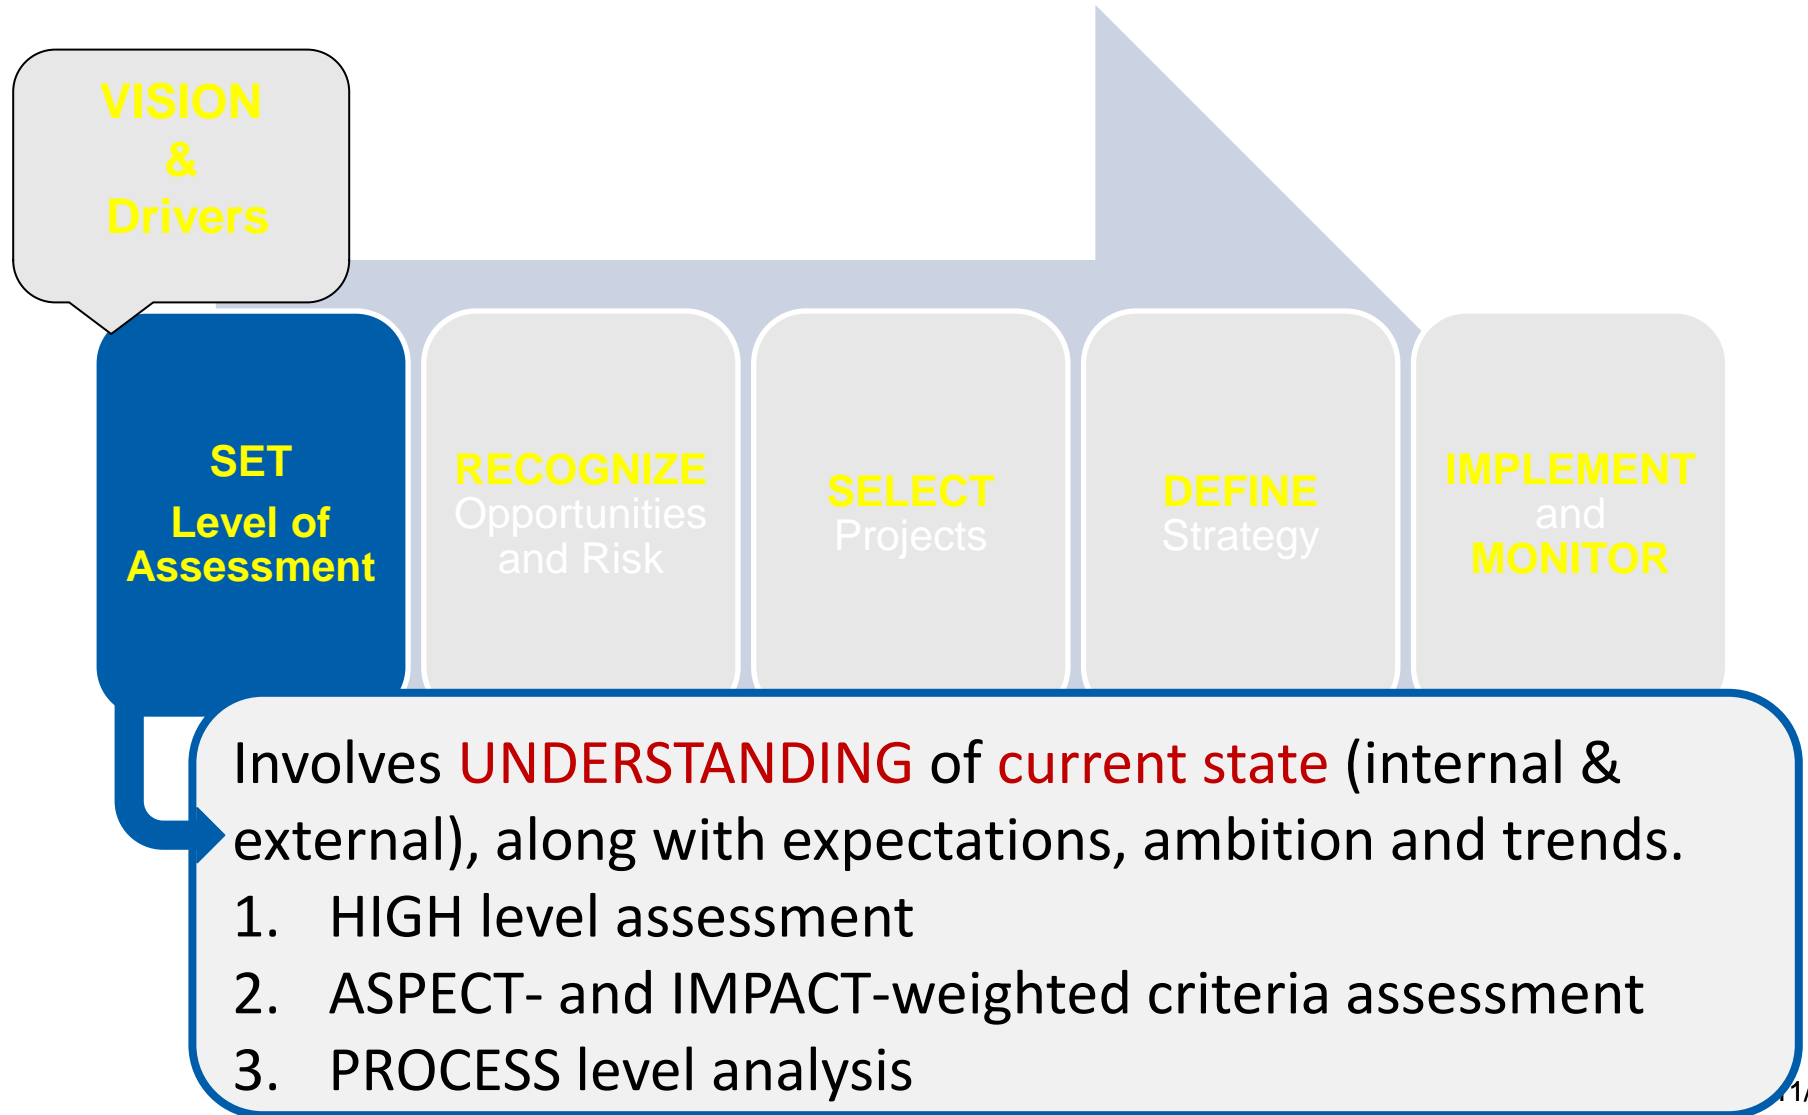 VISION
&
Drivers
SET
Level of
Assessment
RECOGNIZE
Opportunities
and Risk
SELECT
Projects
DEFINE
Strategy
IMPLEMENT
and
MONITOR
Involves UNDERSTANDING of current state (internal &
external), along with expectations, ambition and trends.
1. HIGH level assessment
2. ASPECT- and IMPACT-weighted criteria assessment
3. PROCESS level analysis